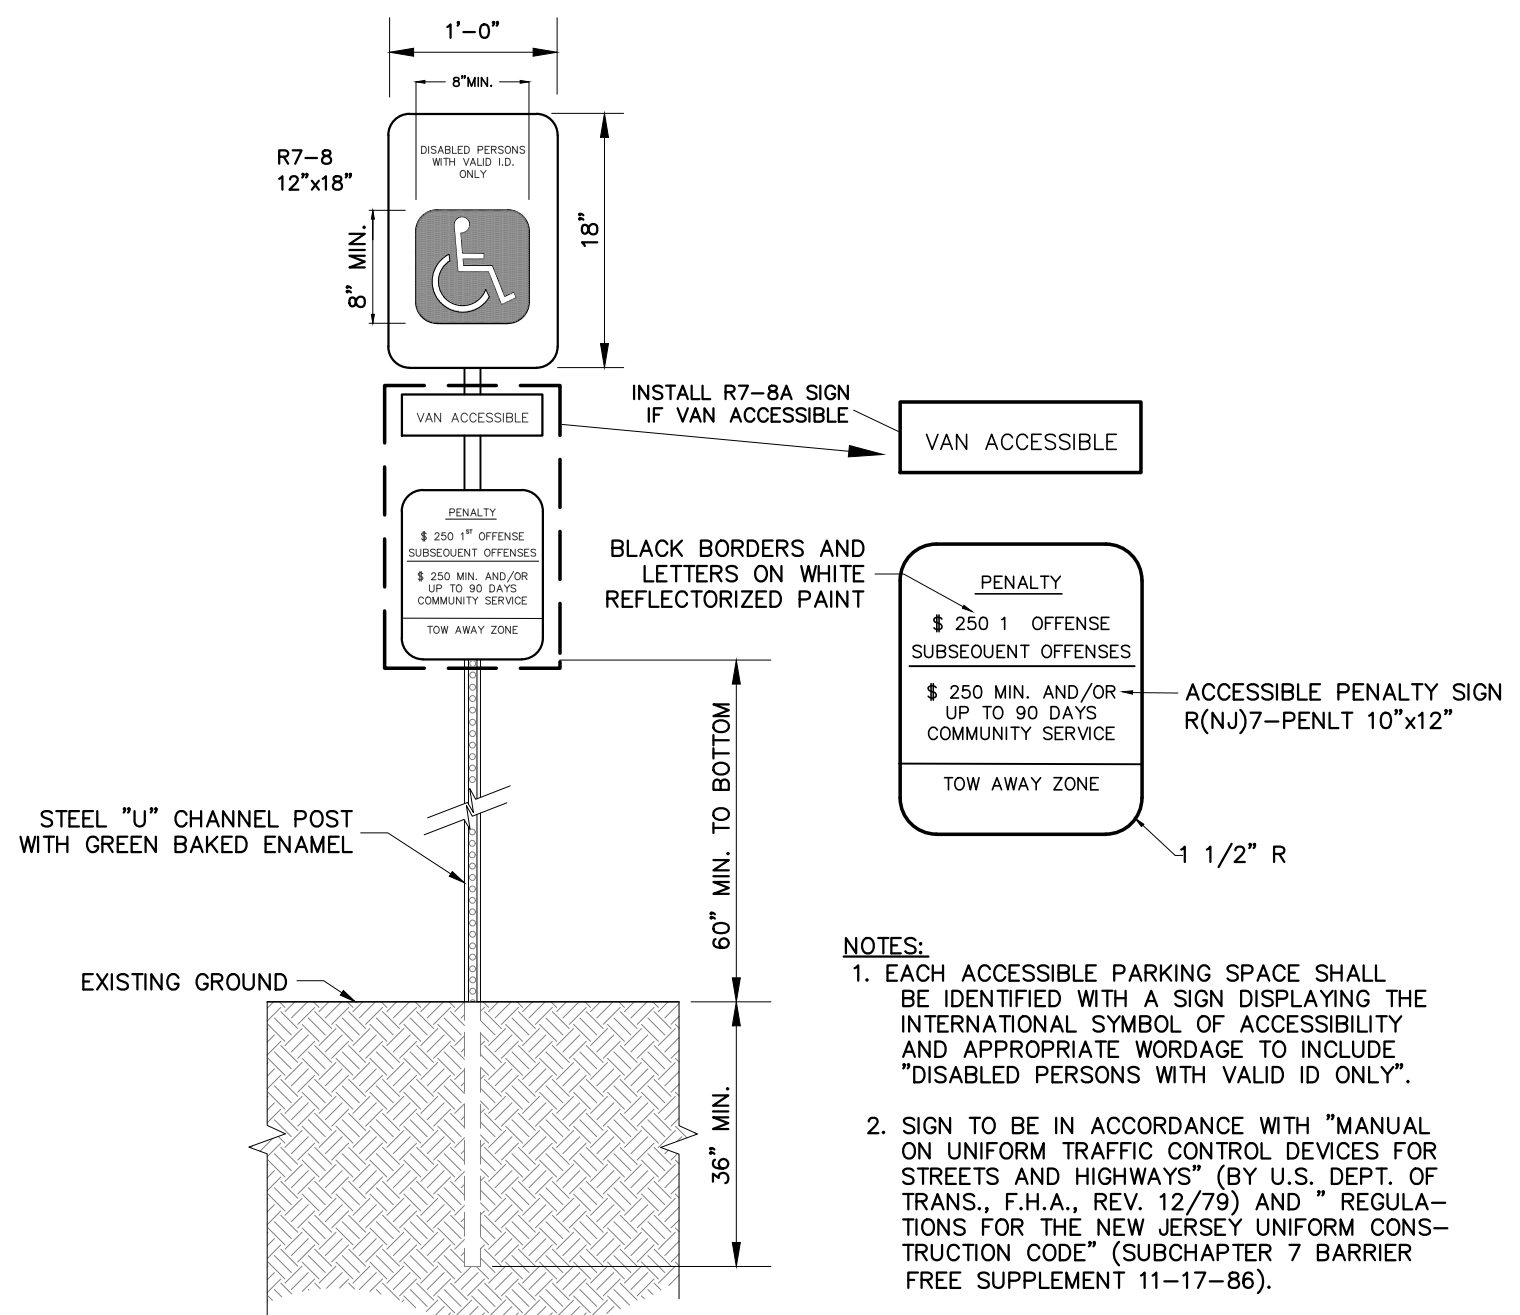 1'-0"
8"MIN.
R7-8
12"x18"
DISABLED PERSONS
WITH VALID I.D.
ONLY
8" MIN.
18"
INSTALL R7-8A SIGN
IF VAN ACCESSIBLE
VAN ACCESSIBLE
VAN ACCESSIBLE
PENALTY
$ 250 1ST OFFENSE
SUBSEOUENT OFFENSES
$ 250 MIN. AND/OR
UP TO 90 DAYS
COMMUNITY SERVICE
TOW AWAY ZONE
BLACK BORDERS AND
LETTERS ON WHITE
REFLECTORIZED PAINT
PENALTY
$ 250 1 OFFENSE
SUBSEOUENT OFFENSES
$ 250 MIN. AND/OR
UP TO 90 DAYS
COMMUNITY SERVICE
TOW AWAY ZONE
ACCESSIBLE PENALTY SIGN
R(NJ)7-PENLT 10"x12"
1 1/2" R
STEEL "U" CHANNEL POST
WITH GREEN BAKED ENAMEL
60" MIN. TO BOTTOM
EXISTING GROUND
36" MIN.
NOTES:
1. EACH ACCESSIBLE PARKING SPACE SHALL
BE IDENTIFIED WITH A SIGN DISPLAYING THE
INTERNATIONAL SYMBOL OF ACCESSIBILITY
AND APPROPRIATE WORDAGE TO INCLUDE
"DISABLED PERSONS WITH VALID ID ONLY".
2. SIGN TO BE IN ACCORDANCE WITH "MANUAL
ON UNIFORM TRAFFIC CONTROL DEVICES FOR
STREETS AND HIGHWAYS" (BY U.S. DEPT. OF
TRANS., F.H.A., REV. 12/79) AND " REGULA-
TIONS FOR THE NEW JERSEY UNIFORM CONS-
TRUCTION CODE" (SUBCHAPTER 7 BARRIER
FREE SUPPLEMENT 11-17-86).